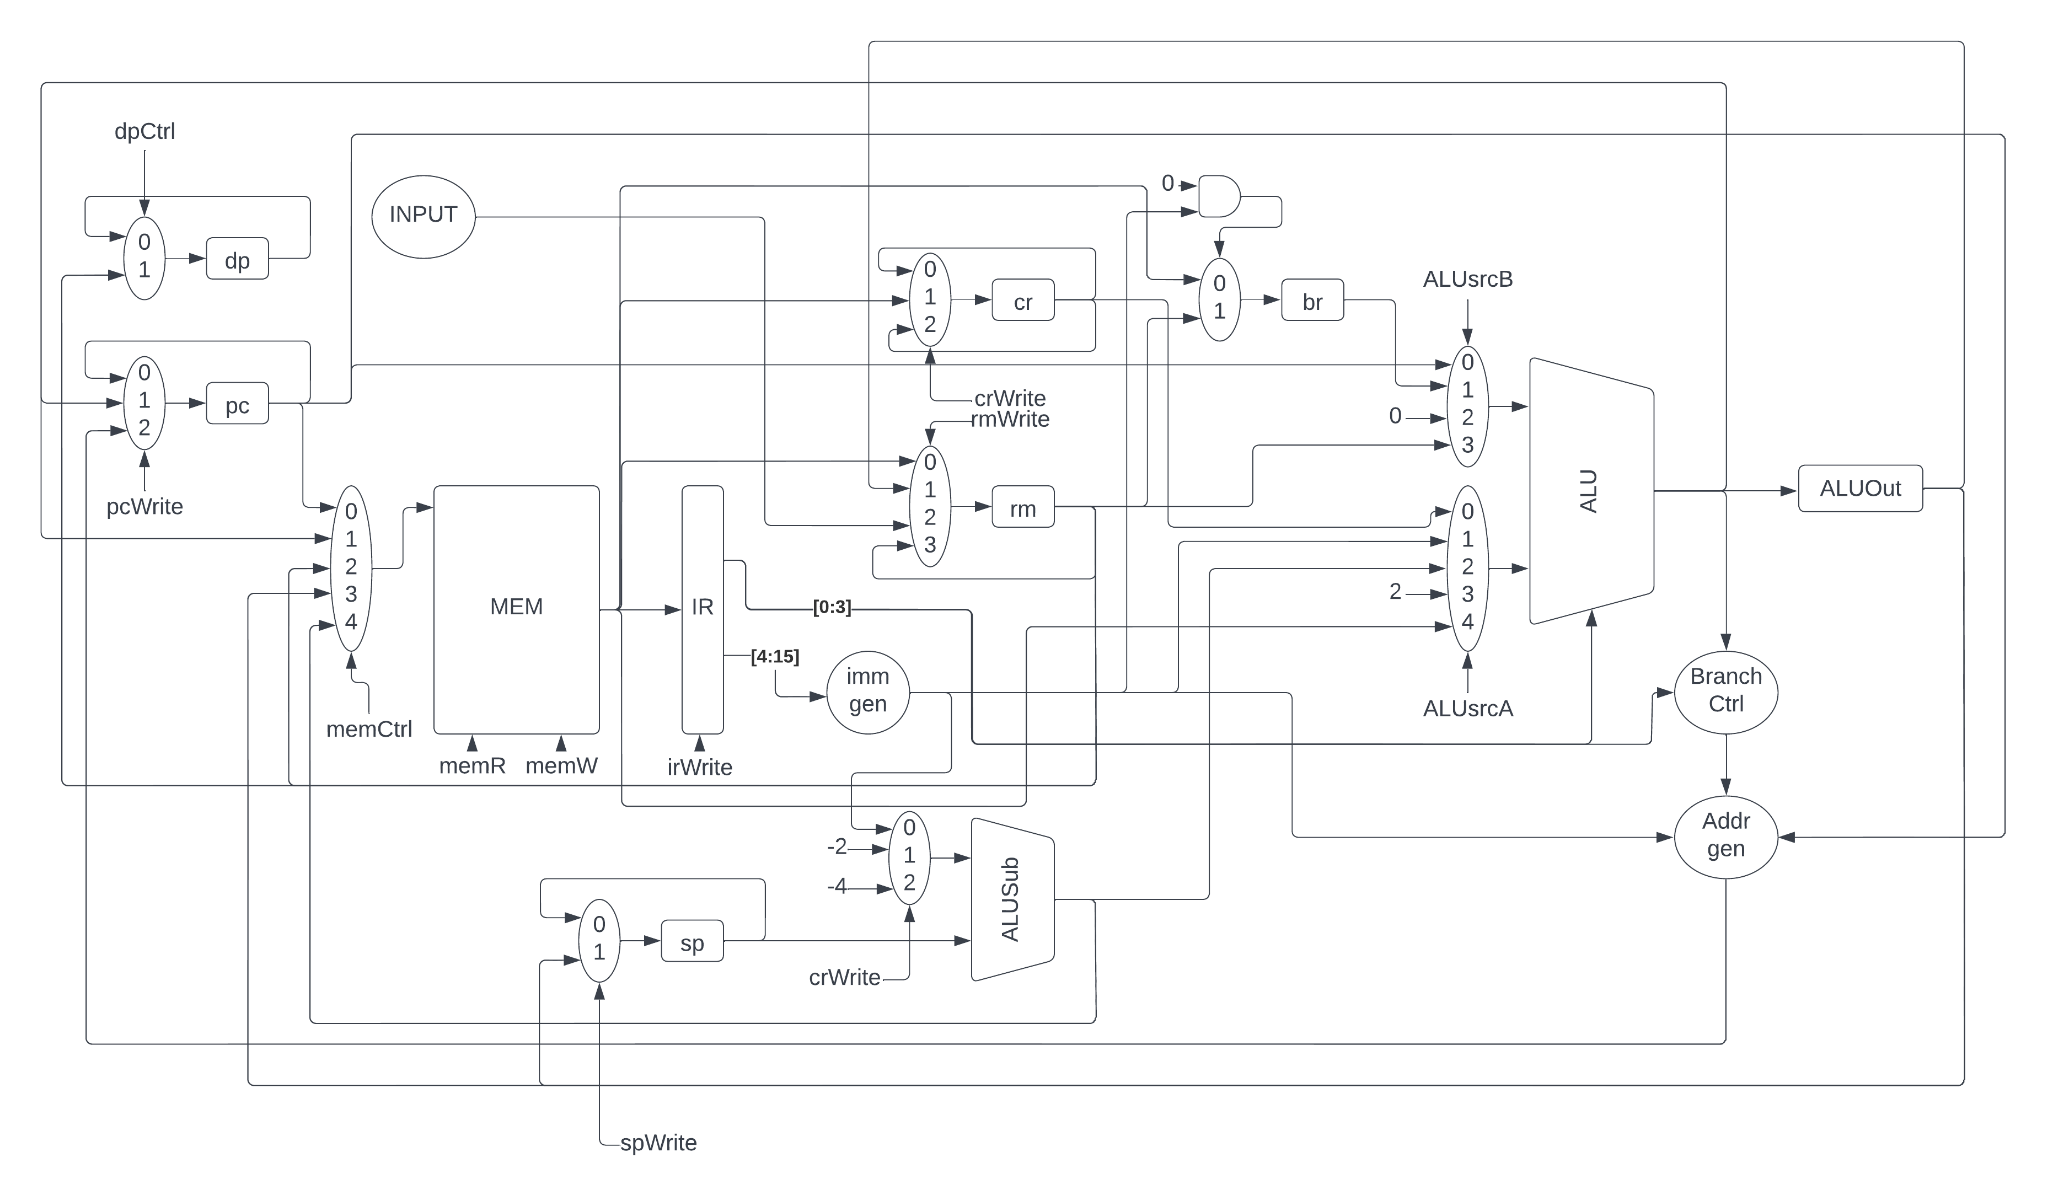 dpCtrl
0
1
dp
INPUT
0
0
1
2
cr
0
1
br
ALUsrcB
0
1
2
pc
pcWrite
crWrite
rmWrite
0
1
2
3
0
ALU
ALUOut
0
1
2
3
4
memCtrl
MEM
memR
memW
IR
irWrite
[0:3]
[4:15]
imm
gen
0
1
2
3
rm
0
1
2
3
4
2
ALUsrcA
Branch
Ctrl
Addr
gen
0
1
2
-2
-4
crWrite
ALUSub
0
1
sp
spWrite